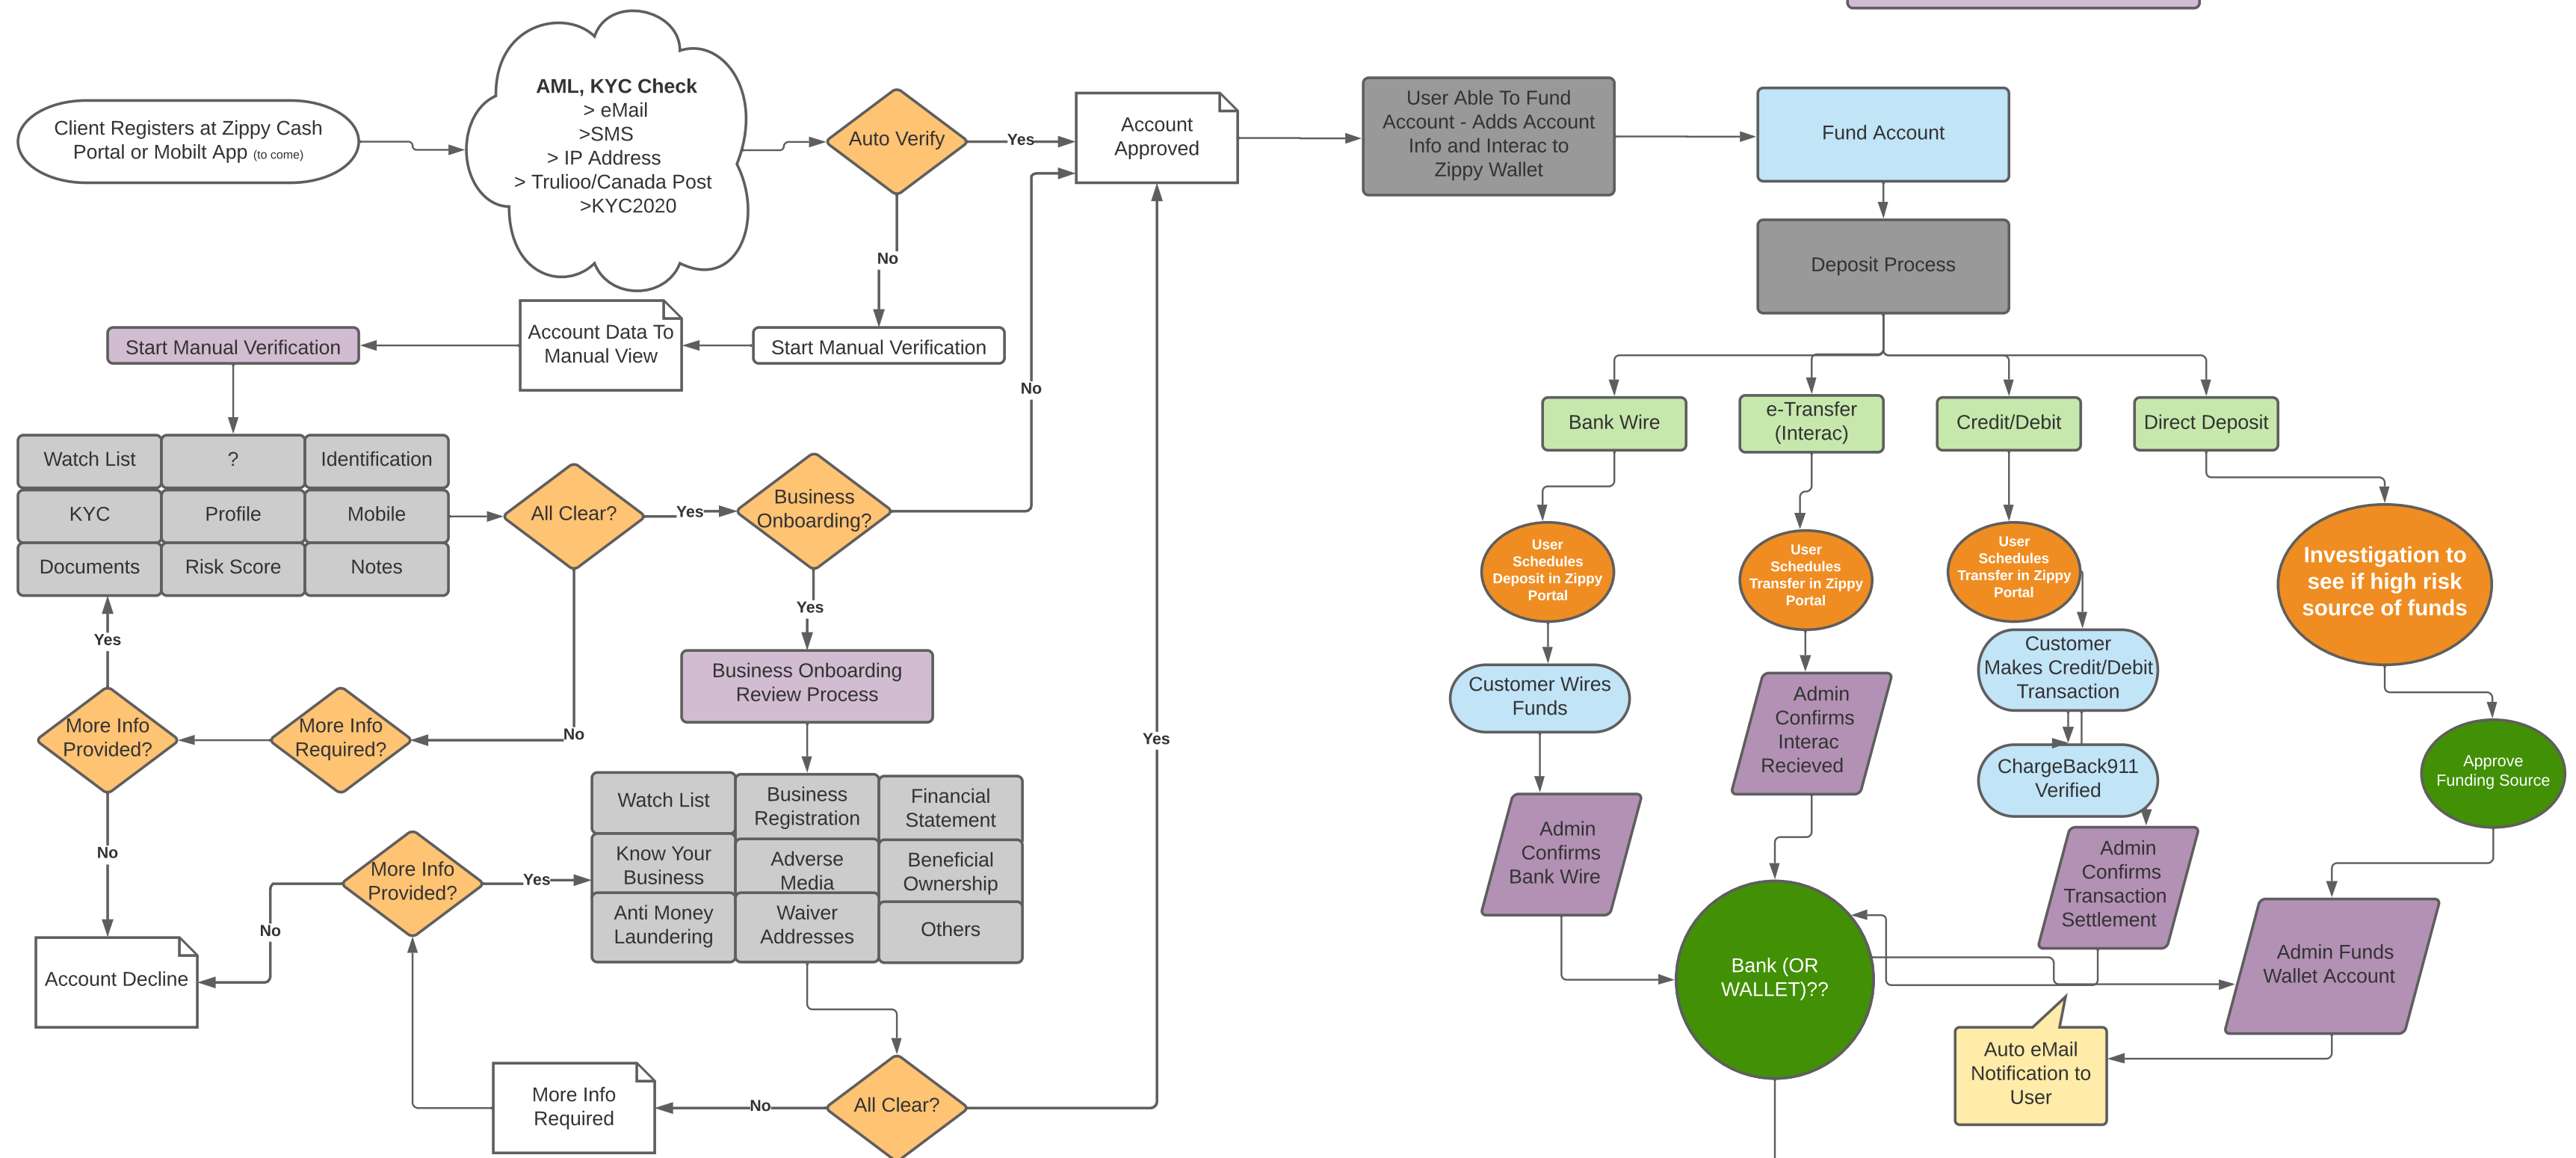 Client Registers at Zippy Cash
Portal or Mobilt App (to come)
AML, KYC Check
> eMail
>SMS
> IP Address
> Trulioo/Canada Post
>KYC2020
Auto Verify
Yes
Account
Approved
User Able To Fund
Account - Adds Account
Info and Interac to
Zippy Wallet
Fund Account
Deposit Process
No
Start Manual Verification
Account Data To
Manual View
Start Manual Verification
No
Bank Wire
e-Transfer
(Interac)
Credit/Debit
Direct Deposit
Watch List
?
Identification
KYC
Profile
Mobile
Documents
Risk Score
Notes
All Clear?
Yes
Business
Onboarding?
Yes
Business Onboarding
Review Process
No
More Info
Required?
More Info
Provided?
Yes
No
Account Decline
Watch List
Business
Registration
Financial
Statement
Know Your
Business
Adverse
Media
Beneficial
Ownership
Anti Money
Laundering
Waiver
Addresses
Others
More Info
Provided?
Yes
No
More Info
Required
No
All Clear?
Yes
User
Schedules
Deposit in Zippy
Portal
Customer Wires
Funds
Admin
Confirms
Bank Wire
User
Schedules
Transfer in Zippy
Portal
Admin
Confirms
Interac
Recieved
User
Schedules
Transfer in Zippy
Portal
Customer
Makes Credit/Debit
Transaction
ChargeBack911
Verified
Admin
Confirms
Transaction
Settlement
Investigation to
see if high risk
source of funds
Approve
Funding Source
Admin Funds
Wallet Account
Bank (OR
WALLET)??
Auto eMail
Notification to
User